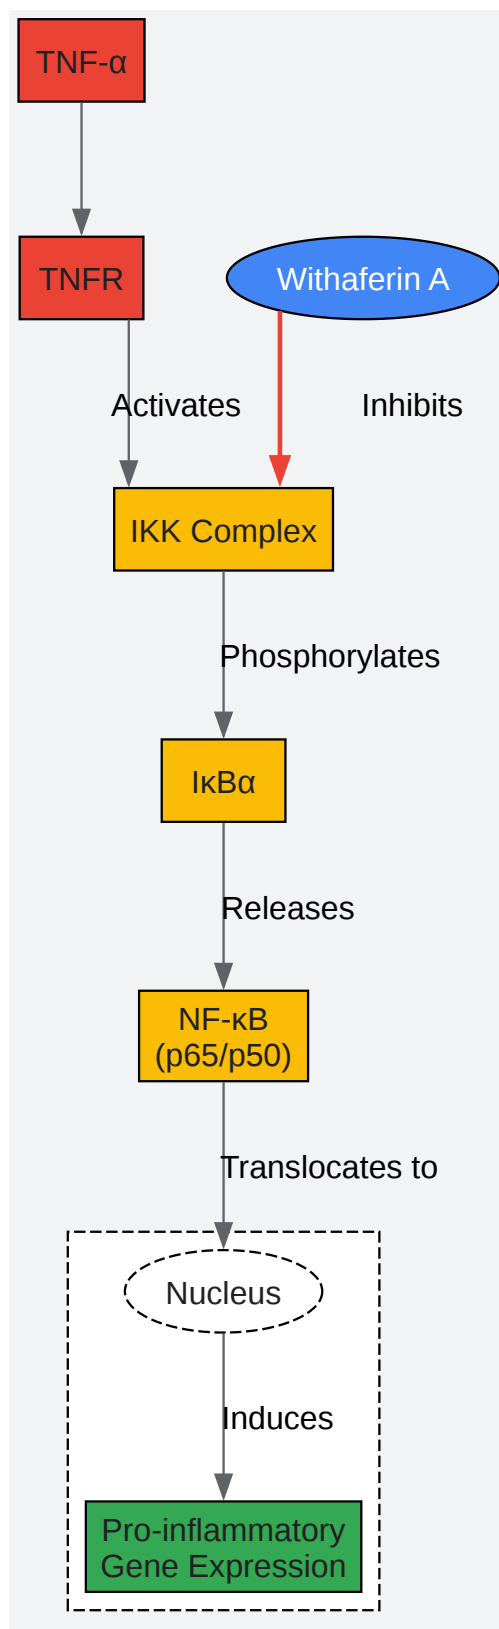 TNF-α
TNFR
Withaferin A
Activates
Inhibits
IKK Complex
Phosphorylates
IκBα
Releases
NF-κB
(p65/p50)
Translocates to
Nucleus
Induces
Pro-inflammatory
Gene Expression